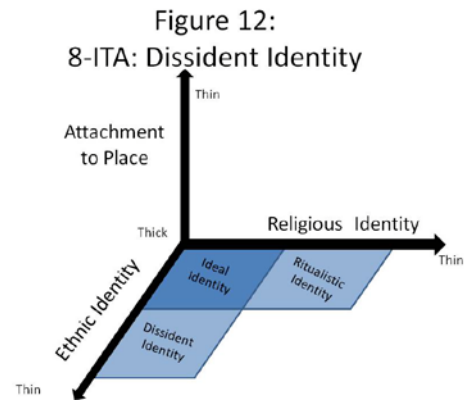 Figure 12:
8-ITA: Dissident Identity
Thin
Attachment
to Place
Thick
Religious Identity
Thin
Ideal
Identity
Ritualistic
Identity
Ethnic Identity
Dissident
Identity
Thin